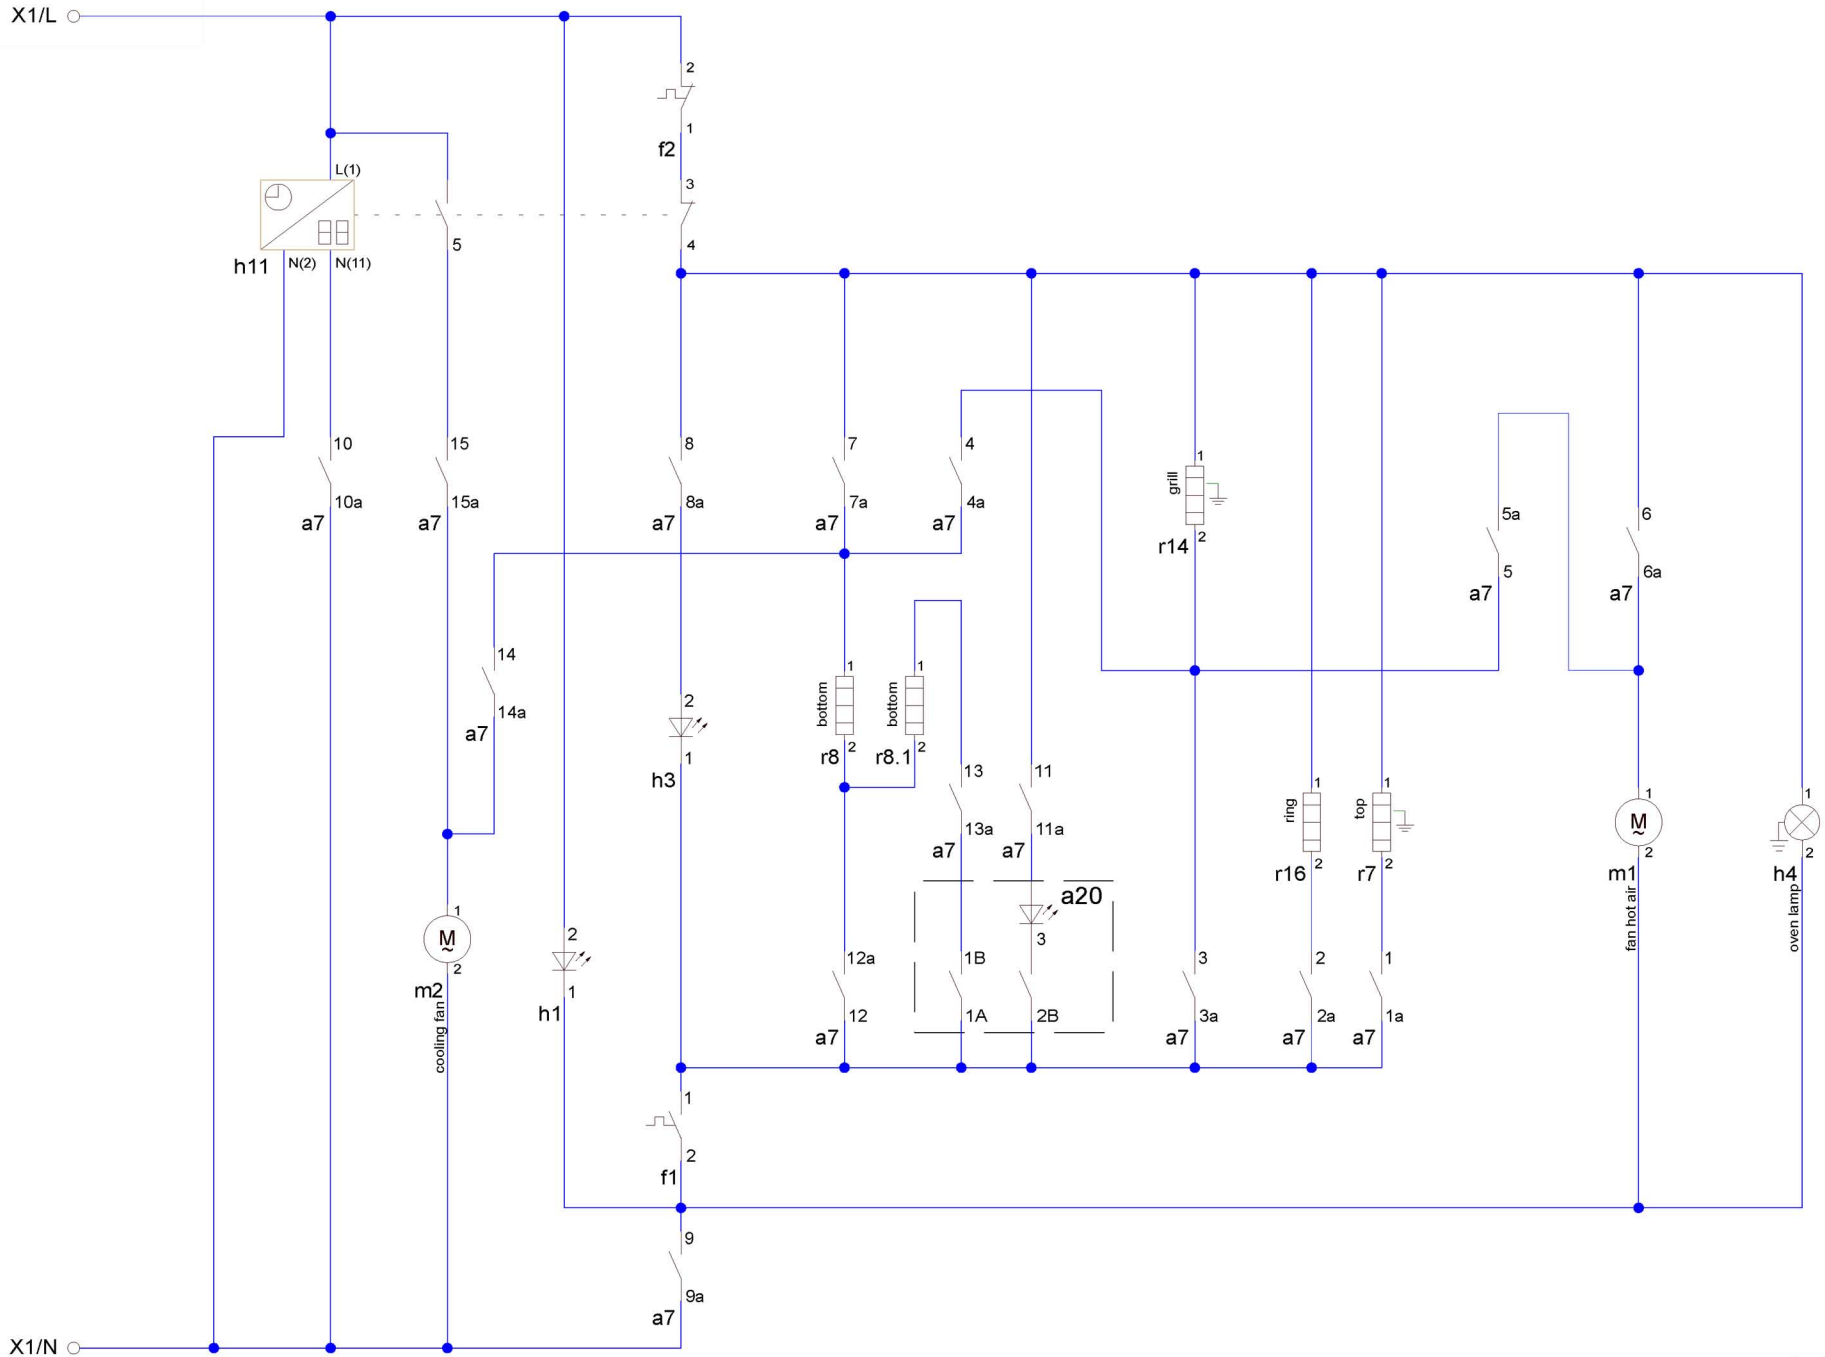 X1/L
2
1
f2
L(1)
3
4
5
h11
N(2)
N(11)
10
15
8
7
4
1
grill
10a
15a
8a
7a
4a
2
5a
6
a7
a7
a7
a7
a7
r14
5
6a
a7
a7
14
14a
a7
2
1
h3
1
bottom
2
r8
1
bottom
2
r8.1
13
11
13a
11a
a7
a7
1
ring
2
r16
1
top
2
r7
1
M
~
2
m1
fan hot air
1
2
h4
oven lamp
a20
3
1
M
~
2
m2
cooling fan
2
1
h1
12a
1B
3
2
1
12
1A
2B
3a
2a
1a
a7
a7
a7
a7
1
2
f1
9
9a
a7
X1/N